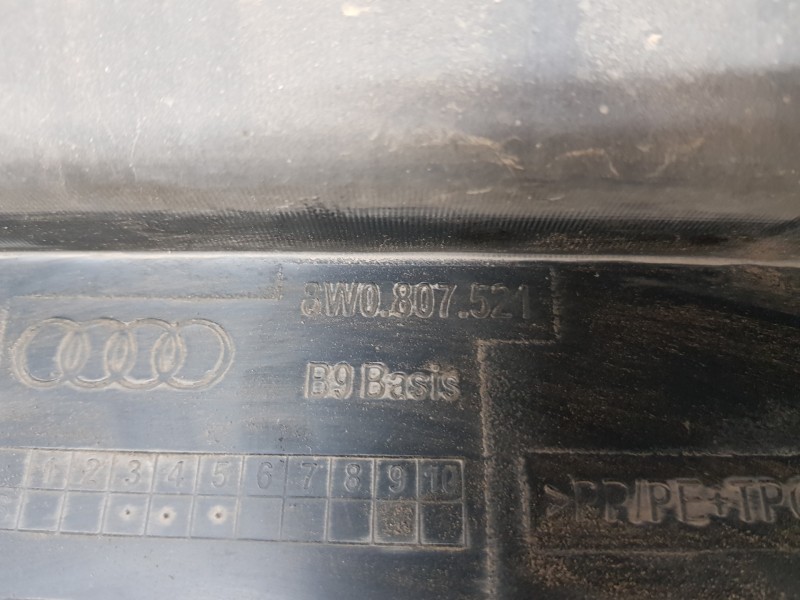 8W0.807.521
B9 Basis
1 2 3 4 5 6 7 8 9 10
>PP/PE+TPO